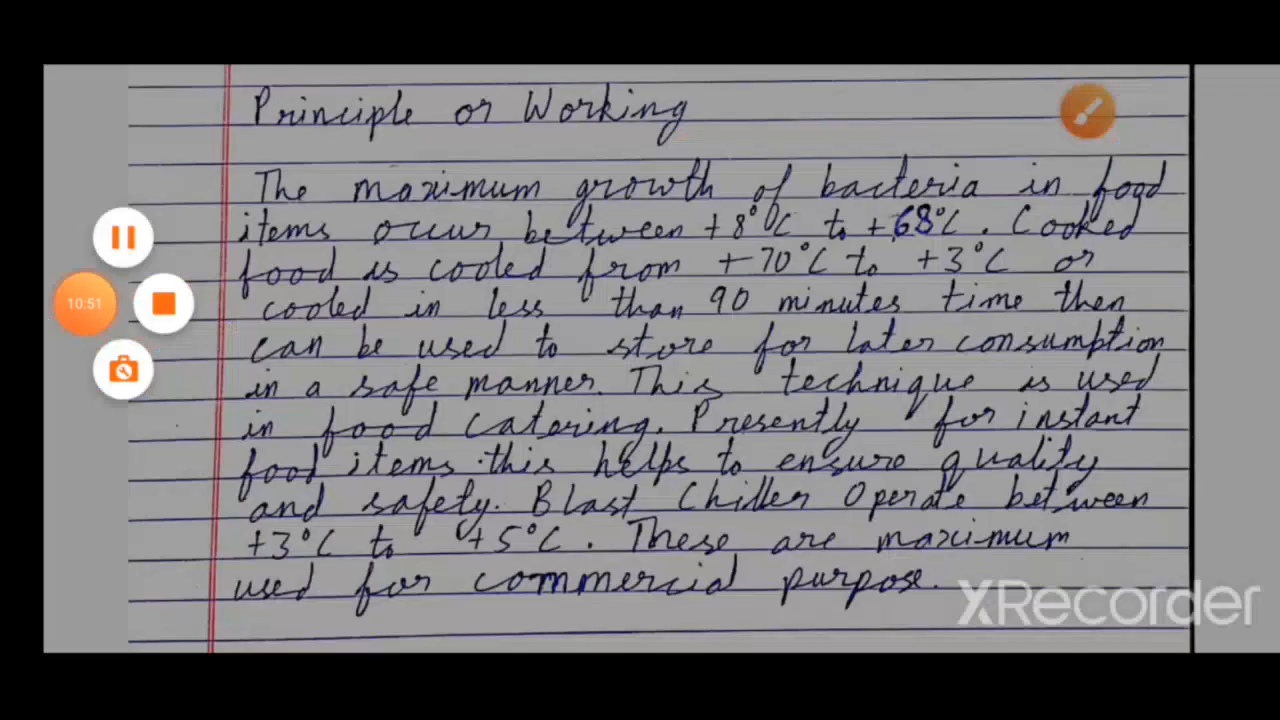 Principle or Working
The maximum growth of bacteria in food
items occur between +8°C to +68°C. Cooked
food is cooled from +70°C to +3°C or
cooled in less than 90 minutes time then
can be used to store for later consumption
in a safe manner. This technique is used
in food catering. Presently for instant
food items this helps to ensure quality
and safety. Blast Chiller Operate between
+3°C to +5°C. These are maximum
used for commercial purpose.
10:51
XRecorder